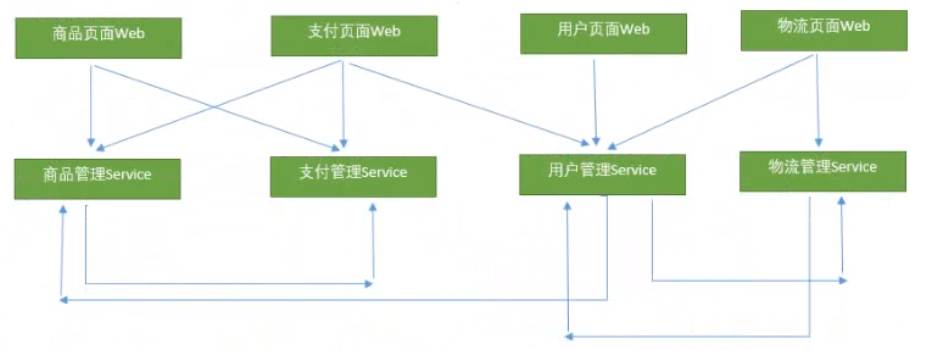 商品页面Web
支付页面Web
用户页面Web
物流页面Web
商品管理Service
支付管理Service
用户管理Service
物流管理Service